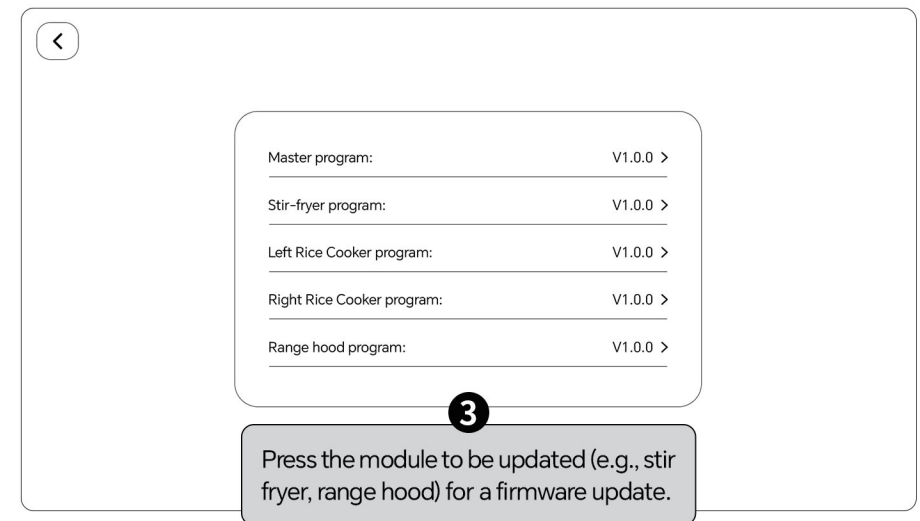 Master program: V1.0.0 >
Stir-fryer program: V1.0.0 >
Left Rice Cooker program: V1.0.0 >
Right Rice Cooker program: V1.0.0 >
Range hood program: V1.0.0 >
3
Press the module to be updated (e.g., stir
fryer, range hood) for a firmware update.